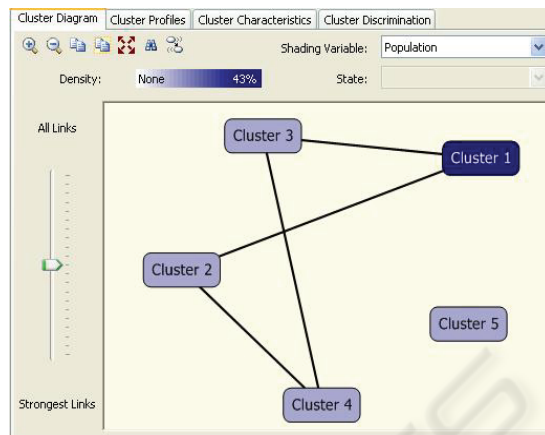 Cluster Diagram Cluster Profiles Cluster Characteristics Cluster Discrimination
Shading Variable: Population
Density: None 43% State:
All Links
Cluster 3
Cluster 1
Cluster 2
Cluster 5
Cluster 4
Strongest Links